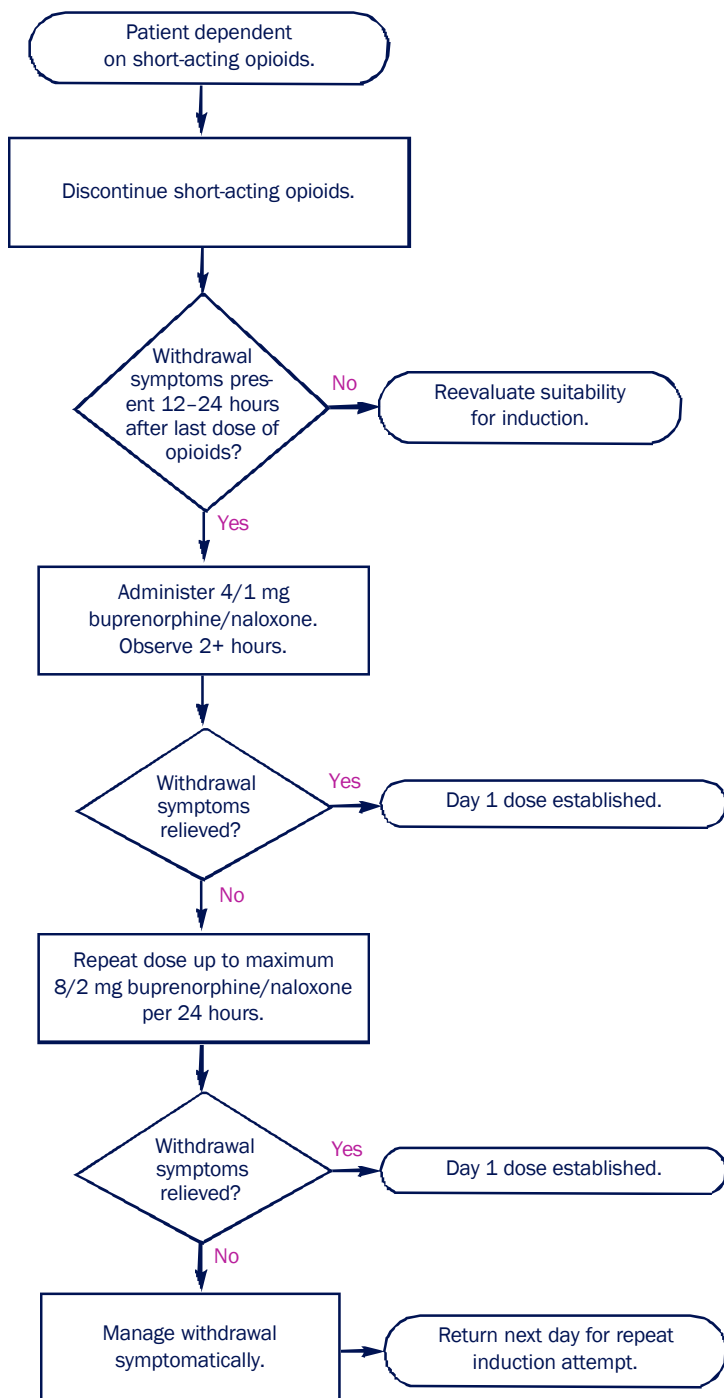 Patient dependent
on short-acting opioids.
Discontinue short-acting opioids.
Withdrawal
symptoms pres-
ent 12–24 hours
after last dose of
opioids?
No
Reevaluate suitability
for induction.
Yes
Administer 4/1 mg
buprenorphine/naloxone.
Observe 2+ hours.
Withdrawal
symptoms
relieved?
Yes
Day 1 dose established.
No
Repeat dose up to maximum
8/2 mg buprenorphine/naloxone
per 24 hours.
Withdrawal
symptoms
relieved?
Yes
Day 1 dose established.
No
Manage withdrawal
symptomatically.
Return next day for repeat
induction attempt.